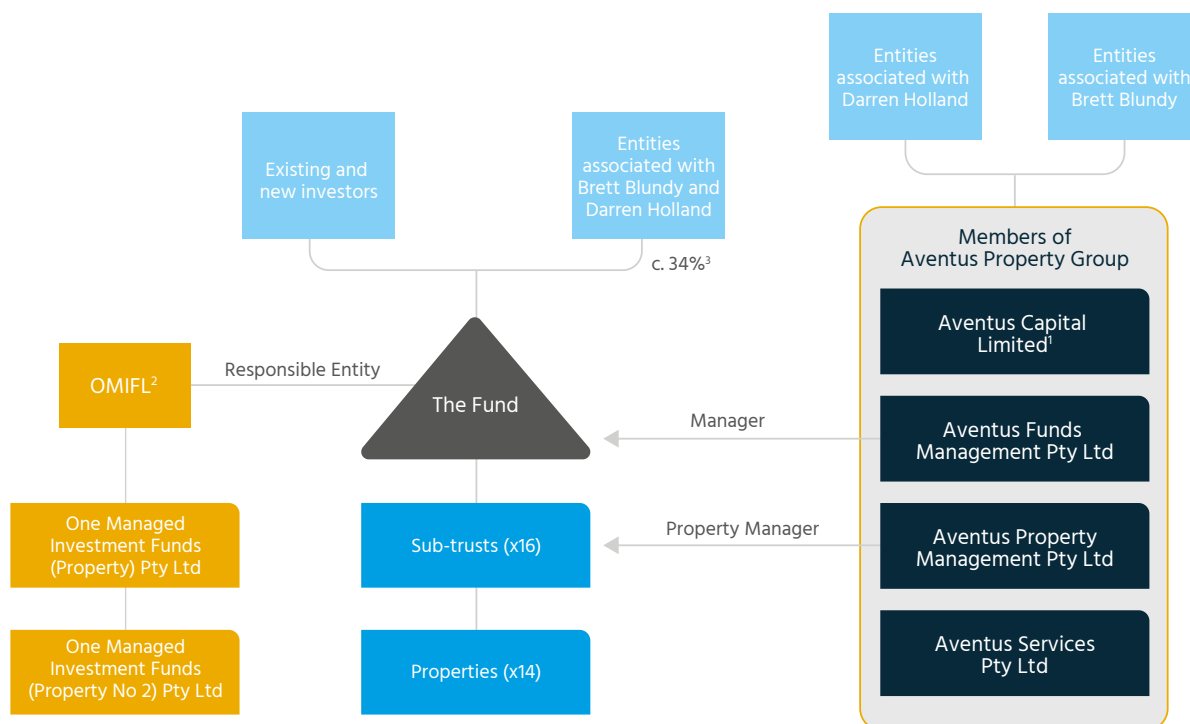 Entities
associated with
Darren Holland
Entities
associated with
Brett Blundy
Existing and
new investors
Entities
associated with
Brett Blundy and
Darren Holland
c. 34%3
Members of
Aventus Property Group
Aventus Capital
Limited1
OMIFL2
Responsible Entity
The Fund
Manager
Aventus Funds
Management Pty Ltd
One Managed
Investment Funds
(Property) Pty Ltd
Sub-trusts (x16)
Property Manager
Aventus Property
Management Pty Ltd
One Managed
Investment Funds
(Property No 2) Pty Ltd
Properties (x14)
Aventus Services
Pty Ltd